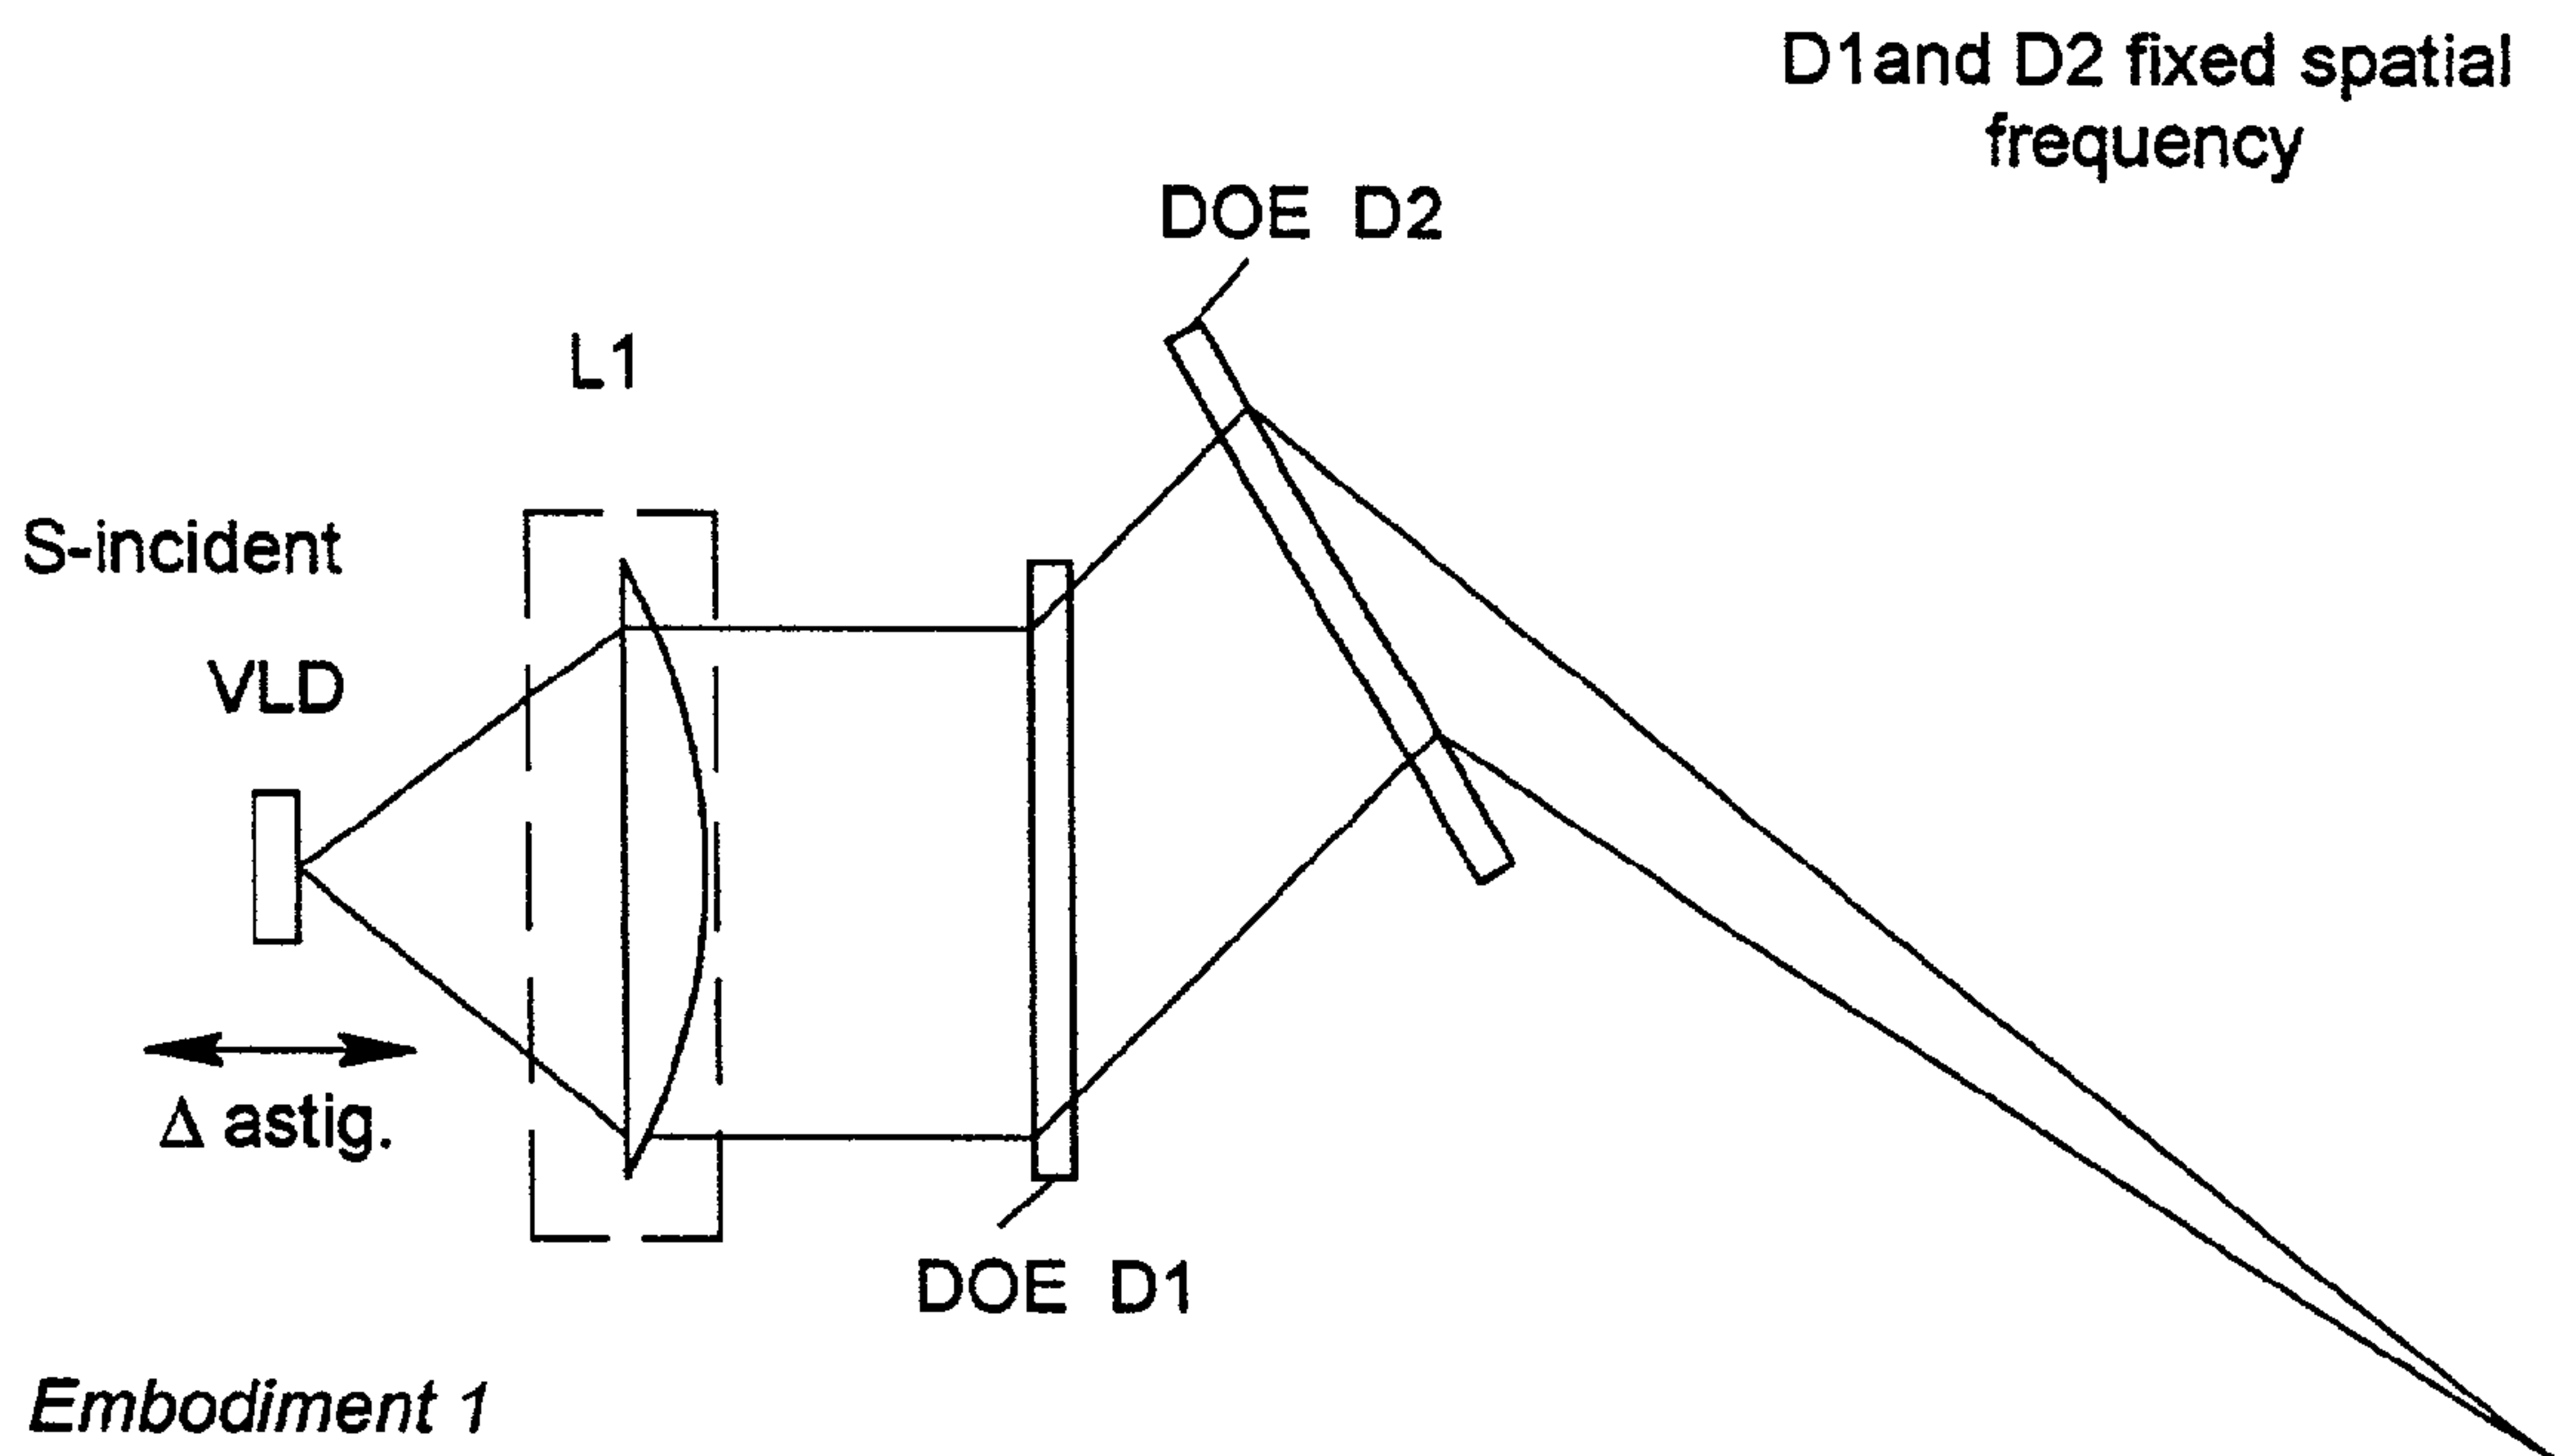 D1and D2 fixed spatial
frequency
DOE D2
L1
S-incident
VLD
Δ astig.
DOE D1
Embodiment 1